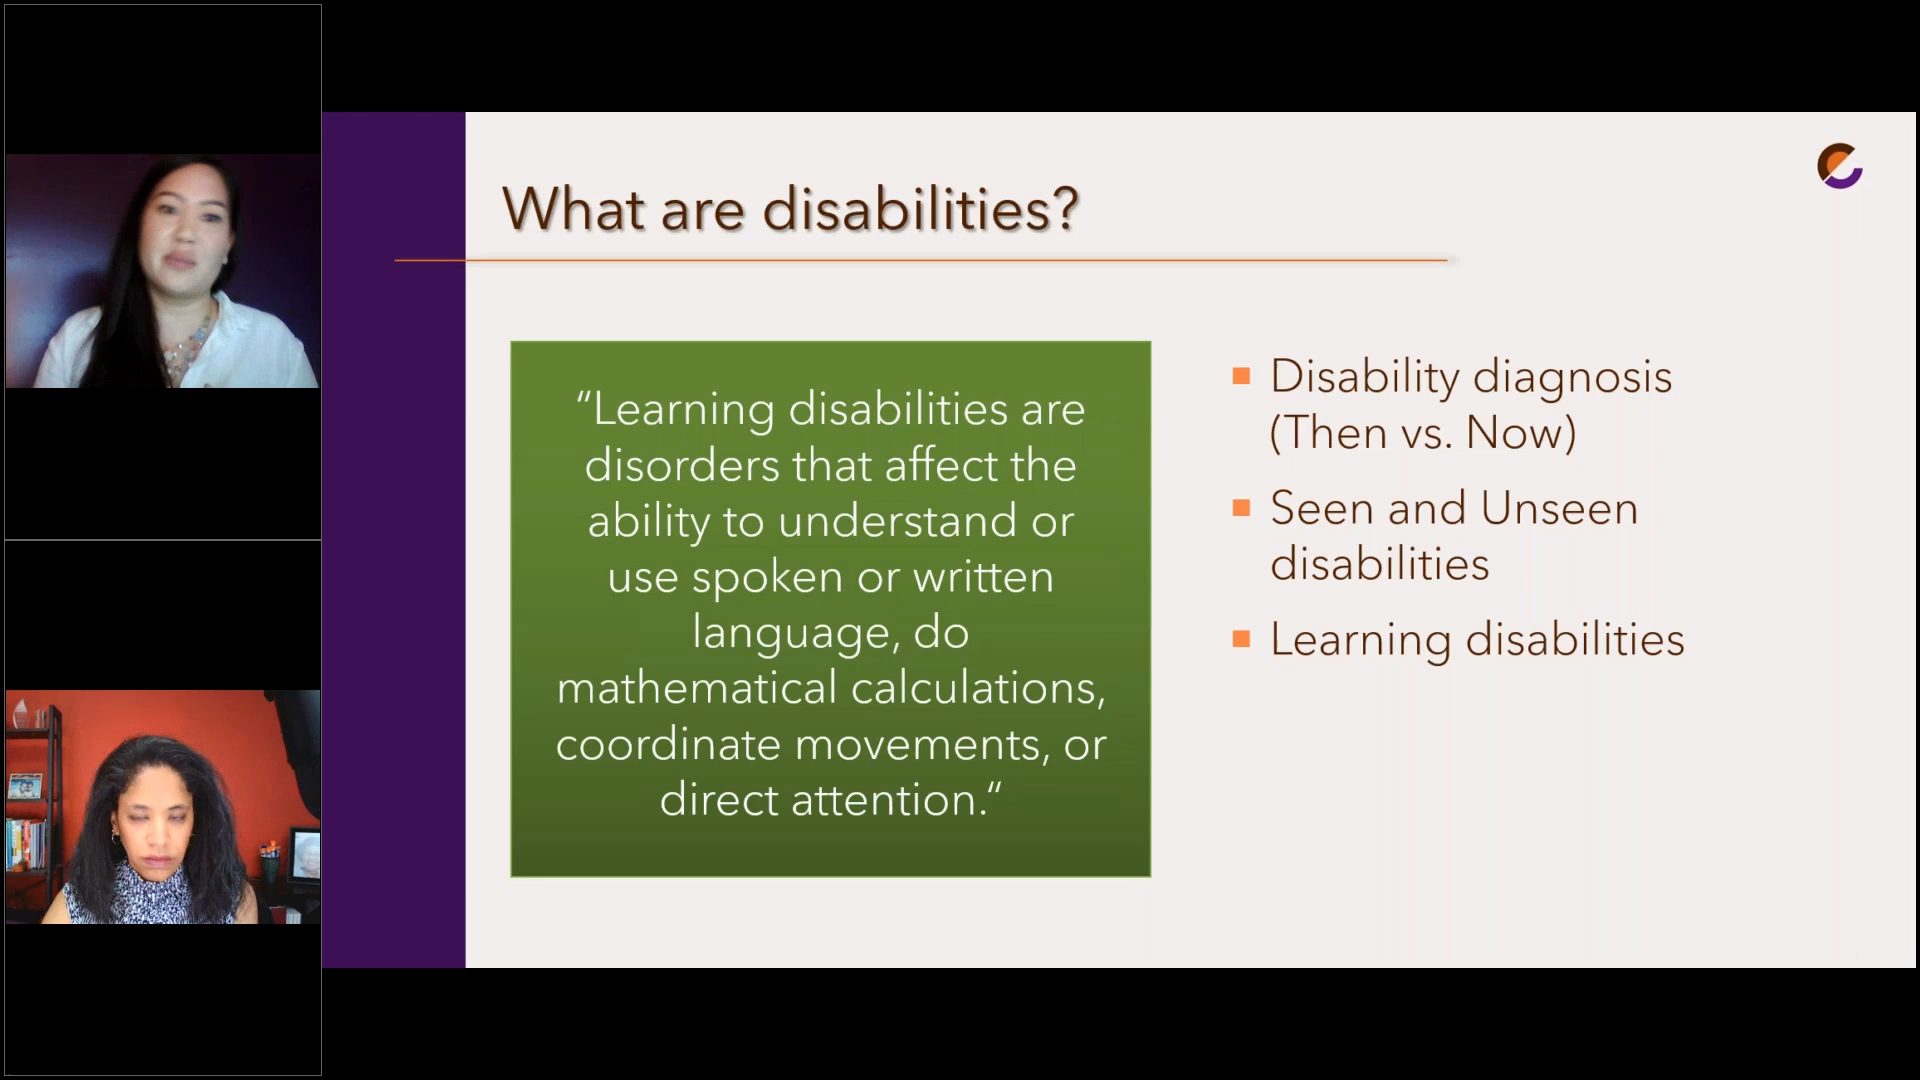 What are disabilities?
“Learning disabilities are
disorders that affect the
ability to understand or
use spoken or written
language, do
mathematical calculations,
coordinate movements, or
direct attention.“
Disability diagnosis
(Then vs. Now)
Seen and Unseen
disabilities
Learning disabilities